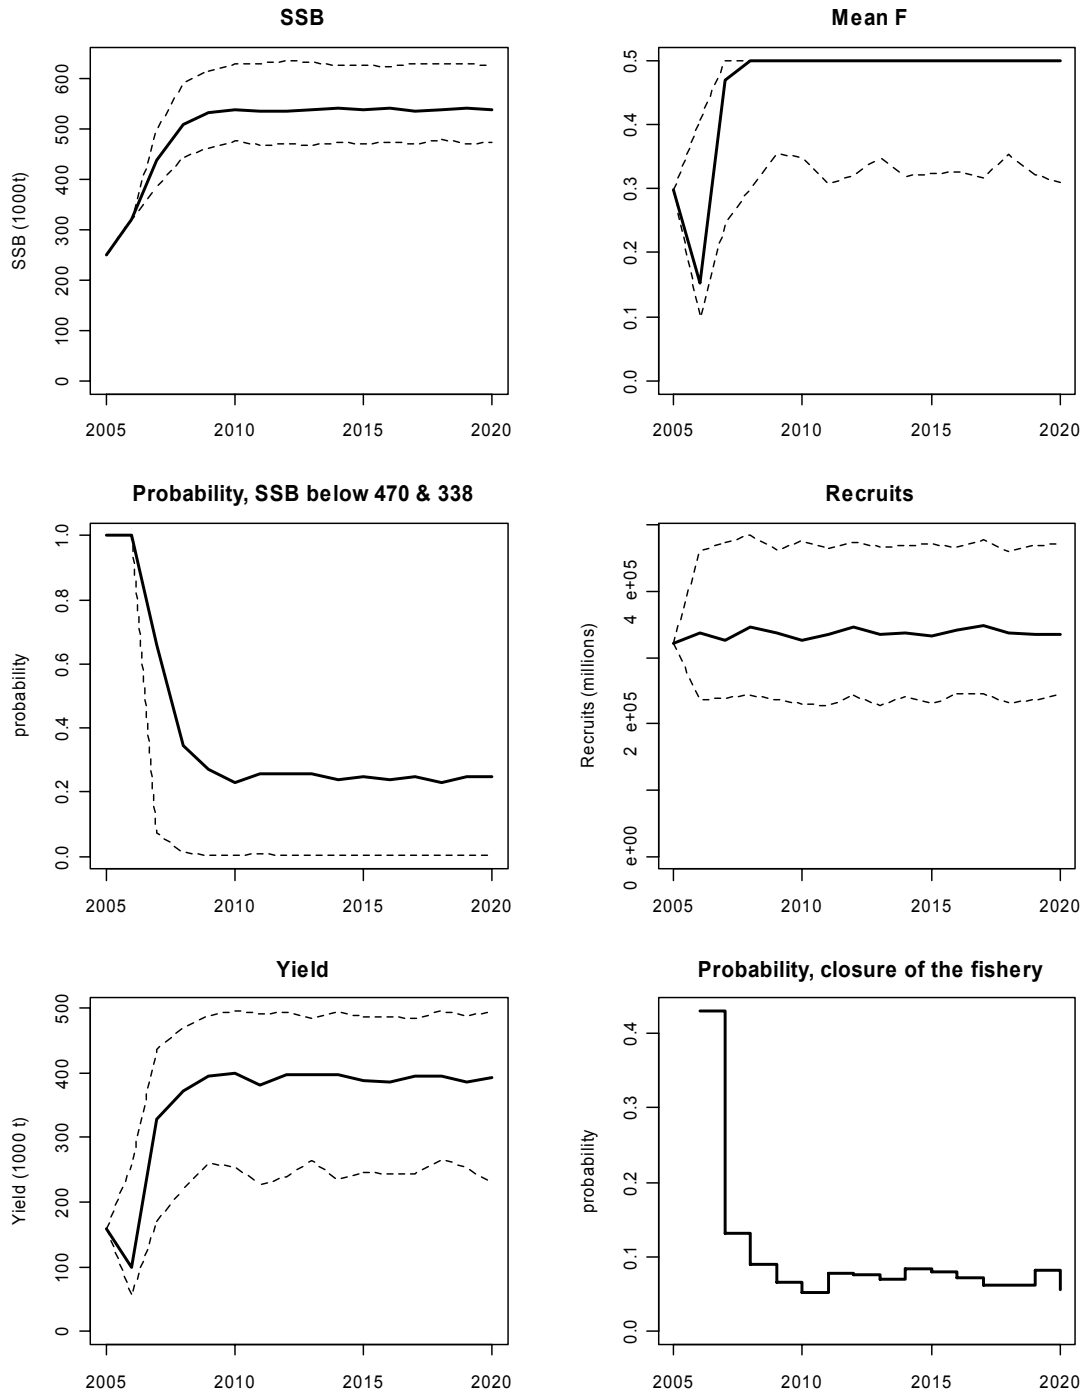 SSB
SSB (1000t)
0 100 200 300 400 500 600
2005 2010 2015 2020
Mean F
0.0 0.1 0.2 0.3 0.4 0.5
2005 2010 2015 2020
Probability, SSB below 470 & 338
probability
0.0 0.2 0.4 0.6 0.8 1.0
2005 2010 2015 2020
Recruits
Recruits (millions)
0 e+00 2 e+05 4 e+05
2005 2010 2015 2020
Yield
Yield (1000 t)
0 100 200 300 400 500
2005 2010 2015 2020
Probability, closure of the fishery
probability
0.0 0.1 0.2 0.3 0.4
2005 2010 2015 2020